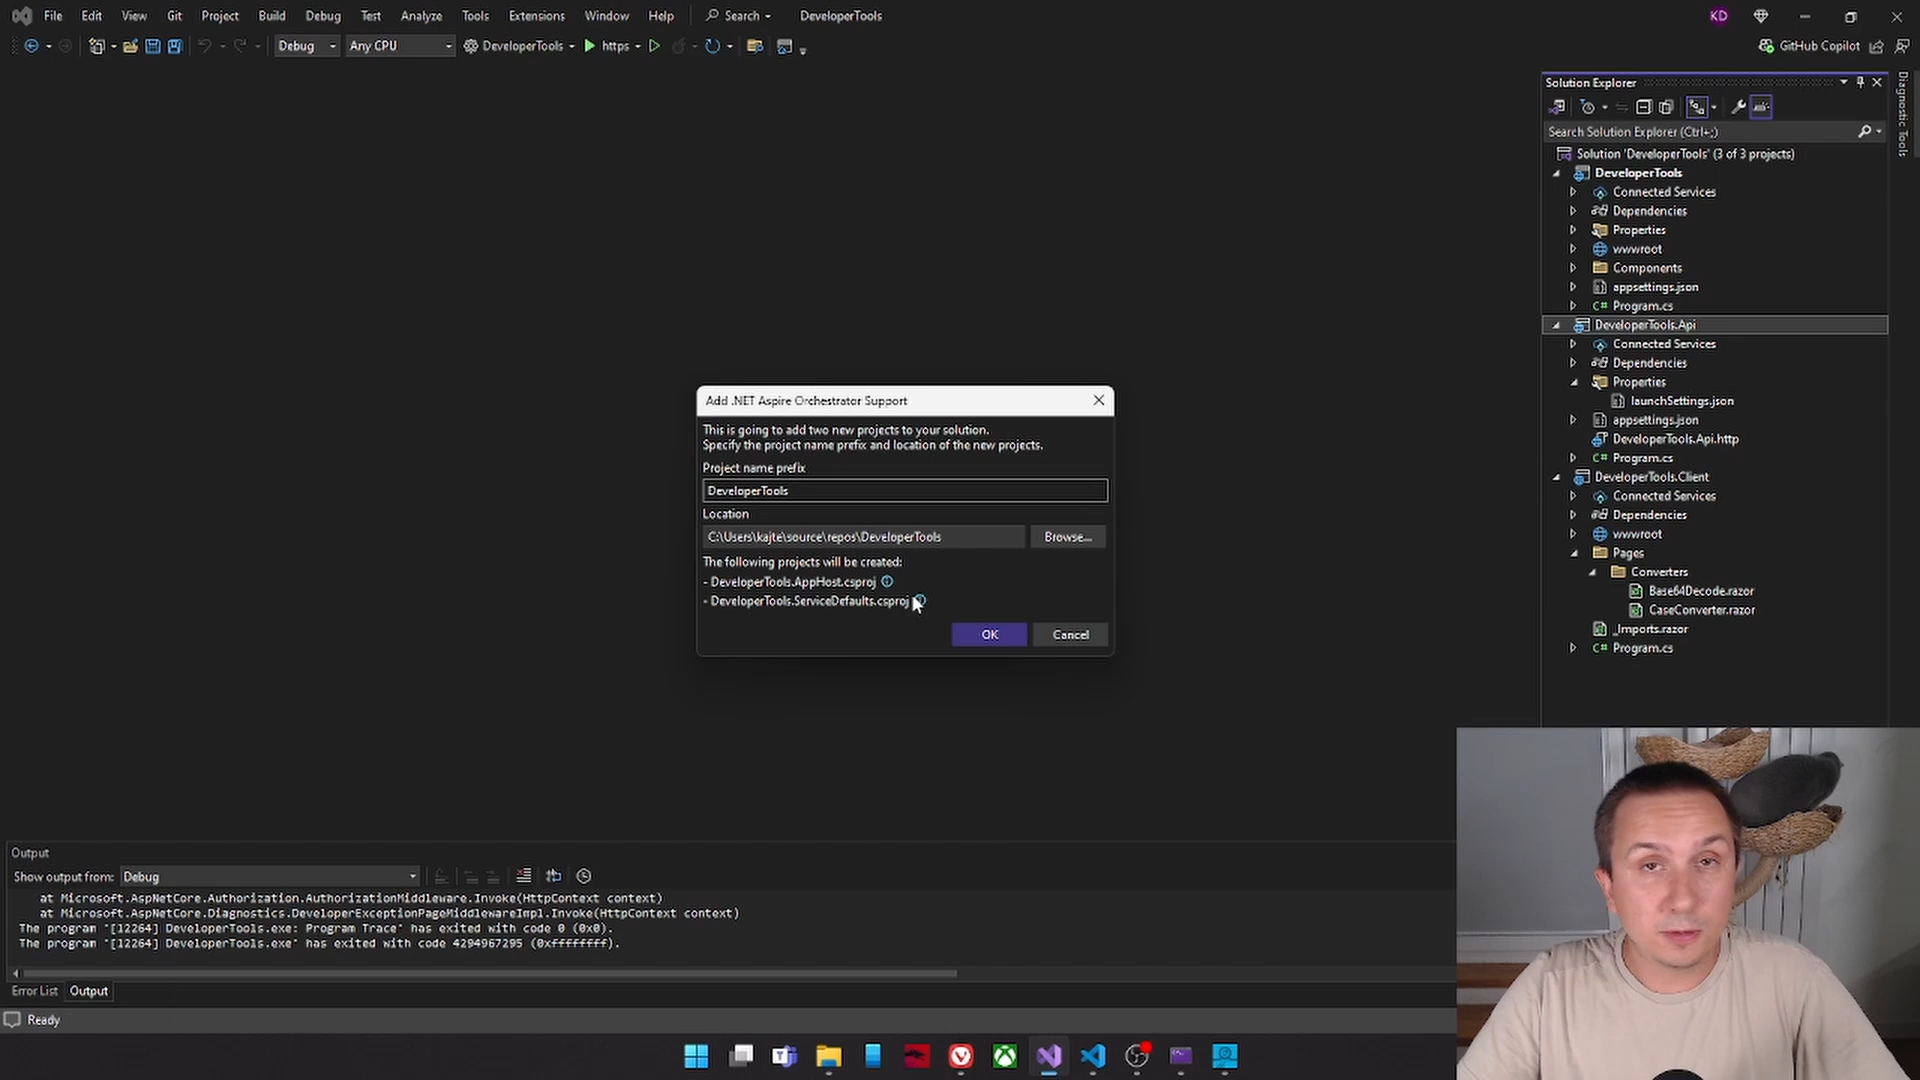 File Edit View Git Project Build Debug Test Analyze Tools Extensions Window Help Search DeveloperTools KD
Debug Any CPU DeveloperTools https GitHub Copilot
Solution Explorer
Diagnostic Tools
Search Solution Explorer (Ctrl+;)
Solution 'DeveloperTools' (3 of 3 projects)
DeveloperTools
Connected Services
Dependencies
Properties
wwwroot
Components
appsettings.json
C# Program.cs
DeveloperTools.Api
Connected Services
Dependencies
Properties
launchSettings.json
appsettings.json
DeveloperTools.Api.http
C# Program.cs
DeveloperTools.Client
Connected Services
Dependencies
wwwroot
Pages
Converters
Base64Decode.razor
CaseConverter.razor
_Imports.razor
C# Program.cs
Add .NET Aspire Orchestrator Support
This is going to add two new projects to your solution.
Specify the project name prefix and location of the new projects.
Project name prefix
DeveloperTools
Location
C:\Users\kajte\source\repos\DeveloperTools
Browse...
The following projects will be created:
- DeveloperTools.AppHost.csproj
- DeveloperTools.ServiceDefaults.csproj
OK Cancel
Output
Show output from: Debug
at Microsoft.AspNetCore.Authorization.AuthorizationMiddleware.Invoke(HttpContext context)
at Microsoft.AspNetCore.Diagnostics.DeveloperExceptionPageMiddlewareImpl.Invoke(HttpContext context)
The program '[12264] DeveloperTools.exe: Program Trace' has exited with code 0 (0x0).
The program '[12264] DeveloperTools.exe' has exited with code 4294967295 (0xffffffff).
Error List Output
Ready